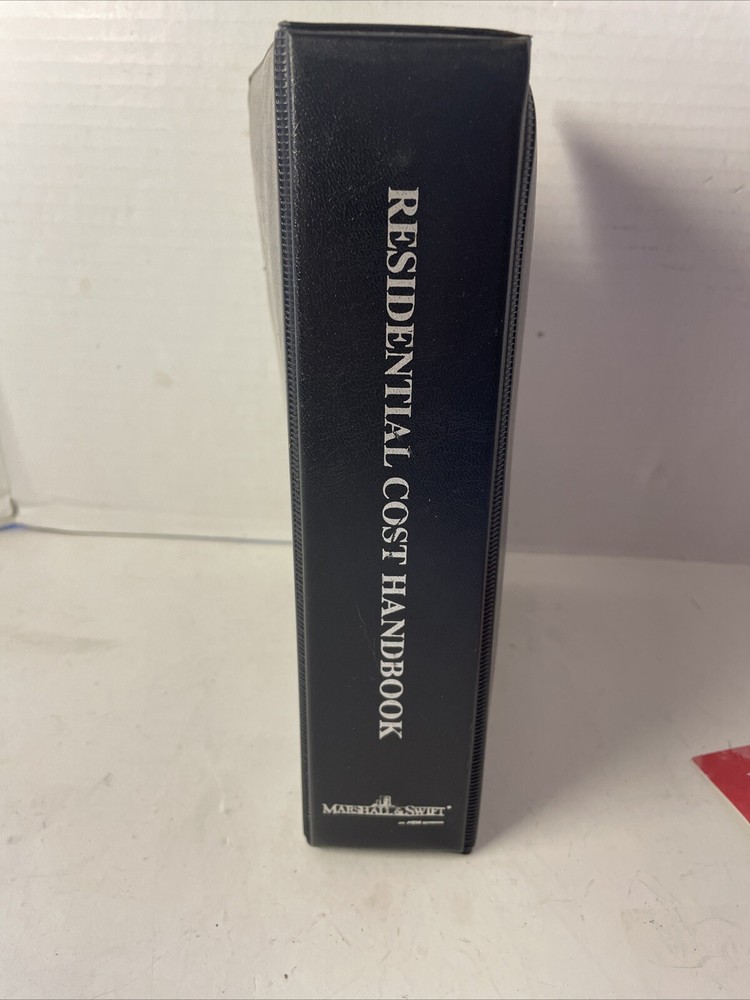 RESIDENTIAL COST HANDBOOK
MARSHALL & SWIFT®